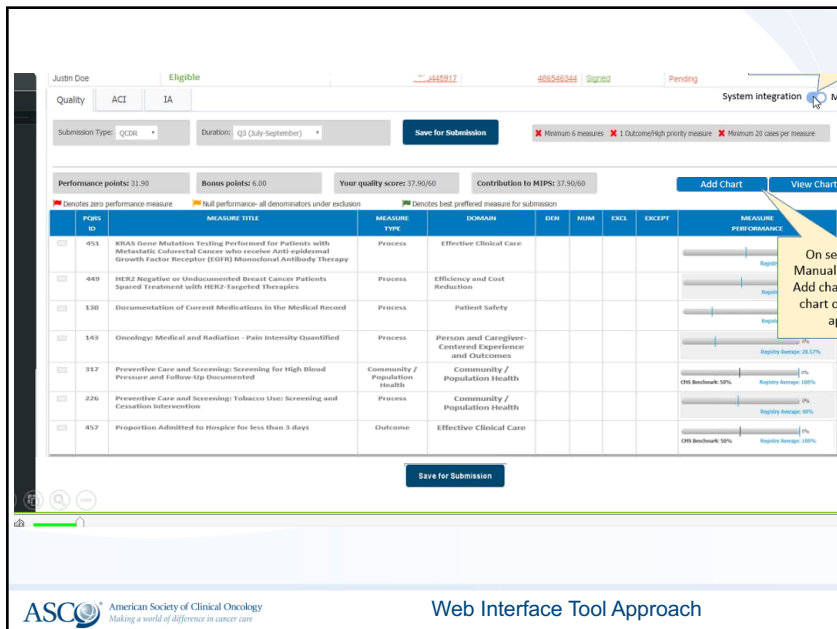 Justin Doe Eligible J445917 486546344 Signed Pending
Quality ACI IA System integration M
Submission Type: QCDR Duration: Q3 (July-September) Save for Submission Minimum 6 measures 1 Outcome/High priority measure Minimum 20 cases per measure
Performance points: 31.90 Bonus points: 6.00 Your quality score: 37.90/60 Contribution to MIPS: 37.90/60 Add Chart View Chart
Denotes zero performance measure Null performance- all denominators under exclusion Denotes best preffered measure for submission
PQRS ID MEASURE TITLE MEASURE TYPE DOMAIN DEN NUM EXCL EXCEPT MEASURE PERFORMANCE
451 KRAS Gene Mutation Testing Performed for Patients with
Metastatic Colorectal Cancer who receive Anti-epidermal
Growth Factor Receptor (EGFR) Monoclonal Antibody Therapy
Process Effective Clinical Care
Registry
449 HER2 Negative or Undocumented Breast Cancer Patients
Spared Treatment with HER2-Targeted Therapies
Process Efficiency and Cost
Reduction
130 Documentation of Current Medications in the Medical Record Process Patient Safety
143 Oncology: Medical and Radiation - Pain Intensity Quantified Process Person and Caregiver-
Centered Experience
and Outcomes
0%
Registry Average: 28.57%
317 Preventive Care and Screening: Screening for High Blood
Pressure and Follow-Up Documented
Community /
Population
Health
Community /
Population Health
0%
CMS Benchmark: 50% Registry Average: 100%
226 Preventive Care and Screening: Tobacco Use: Screening and
Cessation Intervention
Process Community /
Population Health
0%
Registry Average: 40%
457 Proportion Admitted to Hospice for less than 3 days Outcome Effective Clinical Care
0%
CMS Benchmark: 50% Registry Average: 100%
On se
Manual
Add cha
chart o
ap
Save for Submission
ASCO American Society of Clinical Oncology
Making a world of difference in cancer care
Web Interface Tool Approach